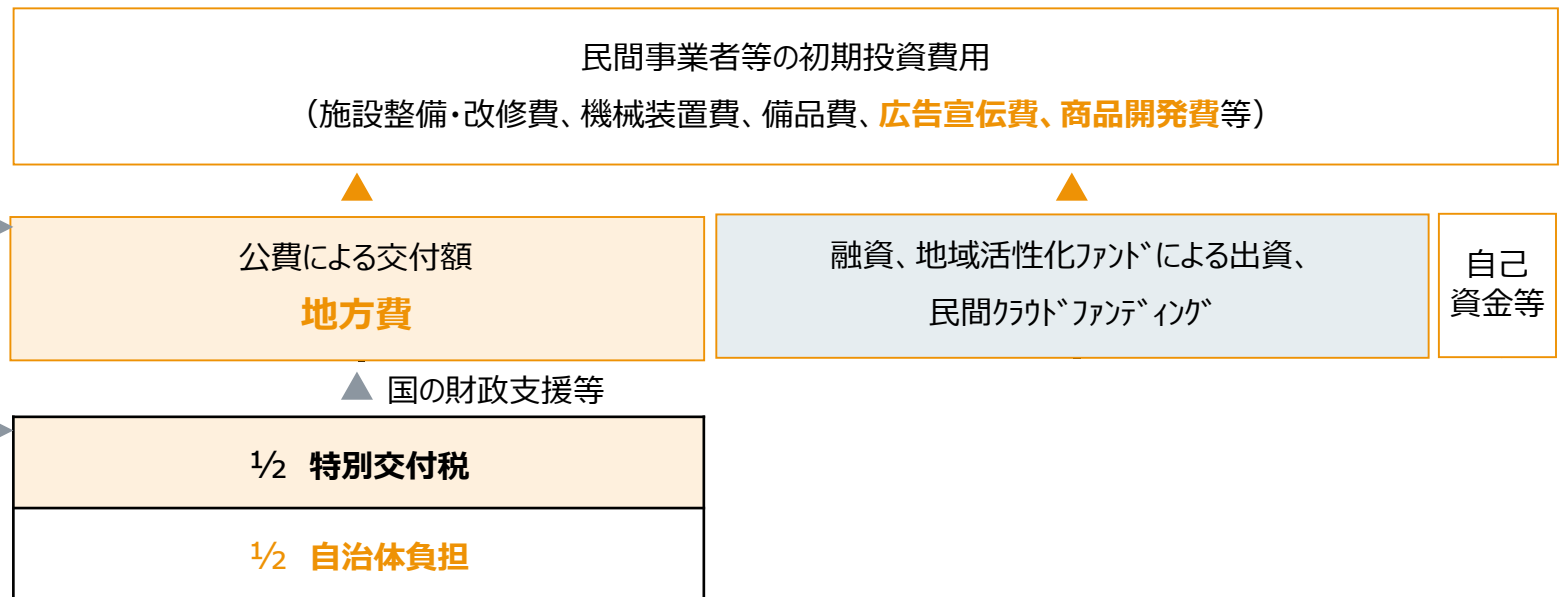 民間事業者等の初期投資費用
（施設整備・改修費、機械装置費、備品費、広告宣伝費、商品開発費等）
公費による交付額
地方費
融資、地域活性化ﾌｧﾝﾄﾞによる出資、
民間ｸﾗｳﾄﾞﾌｧﾝﾃﾞｨﾝｸﾞ
自己
資金等
国の財政支援等
½ 特別交付税
½ 自治体負担